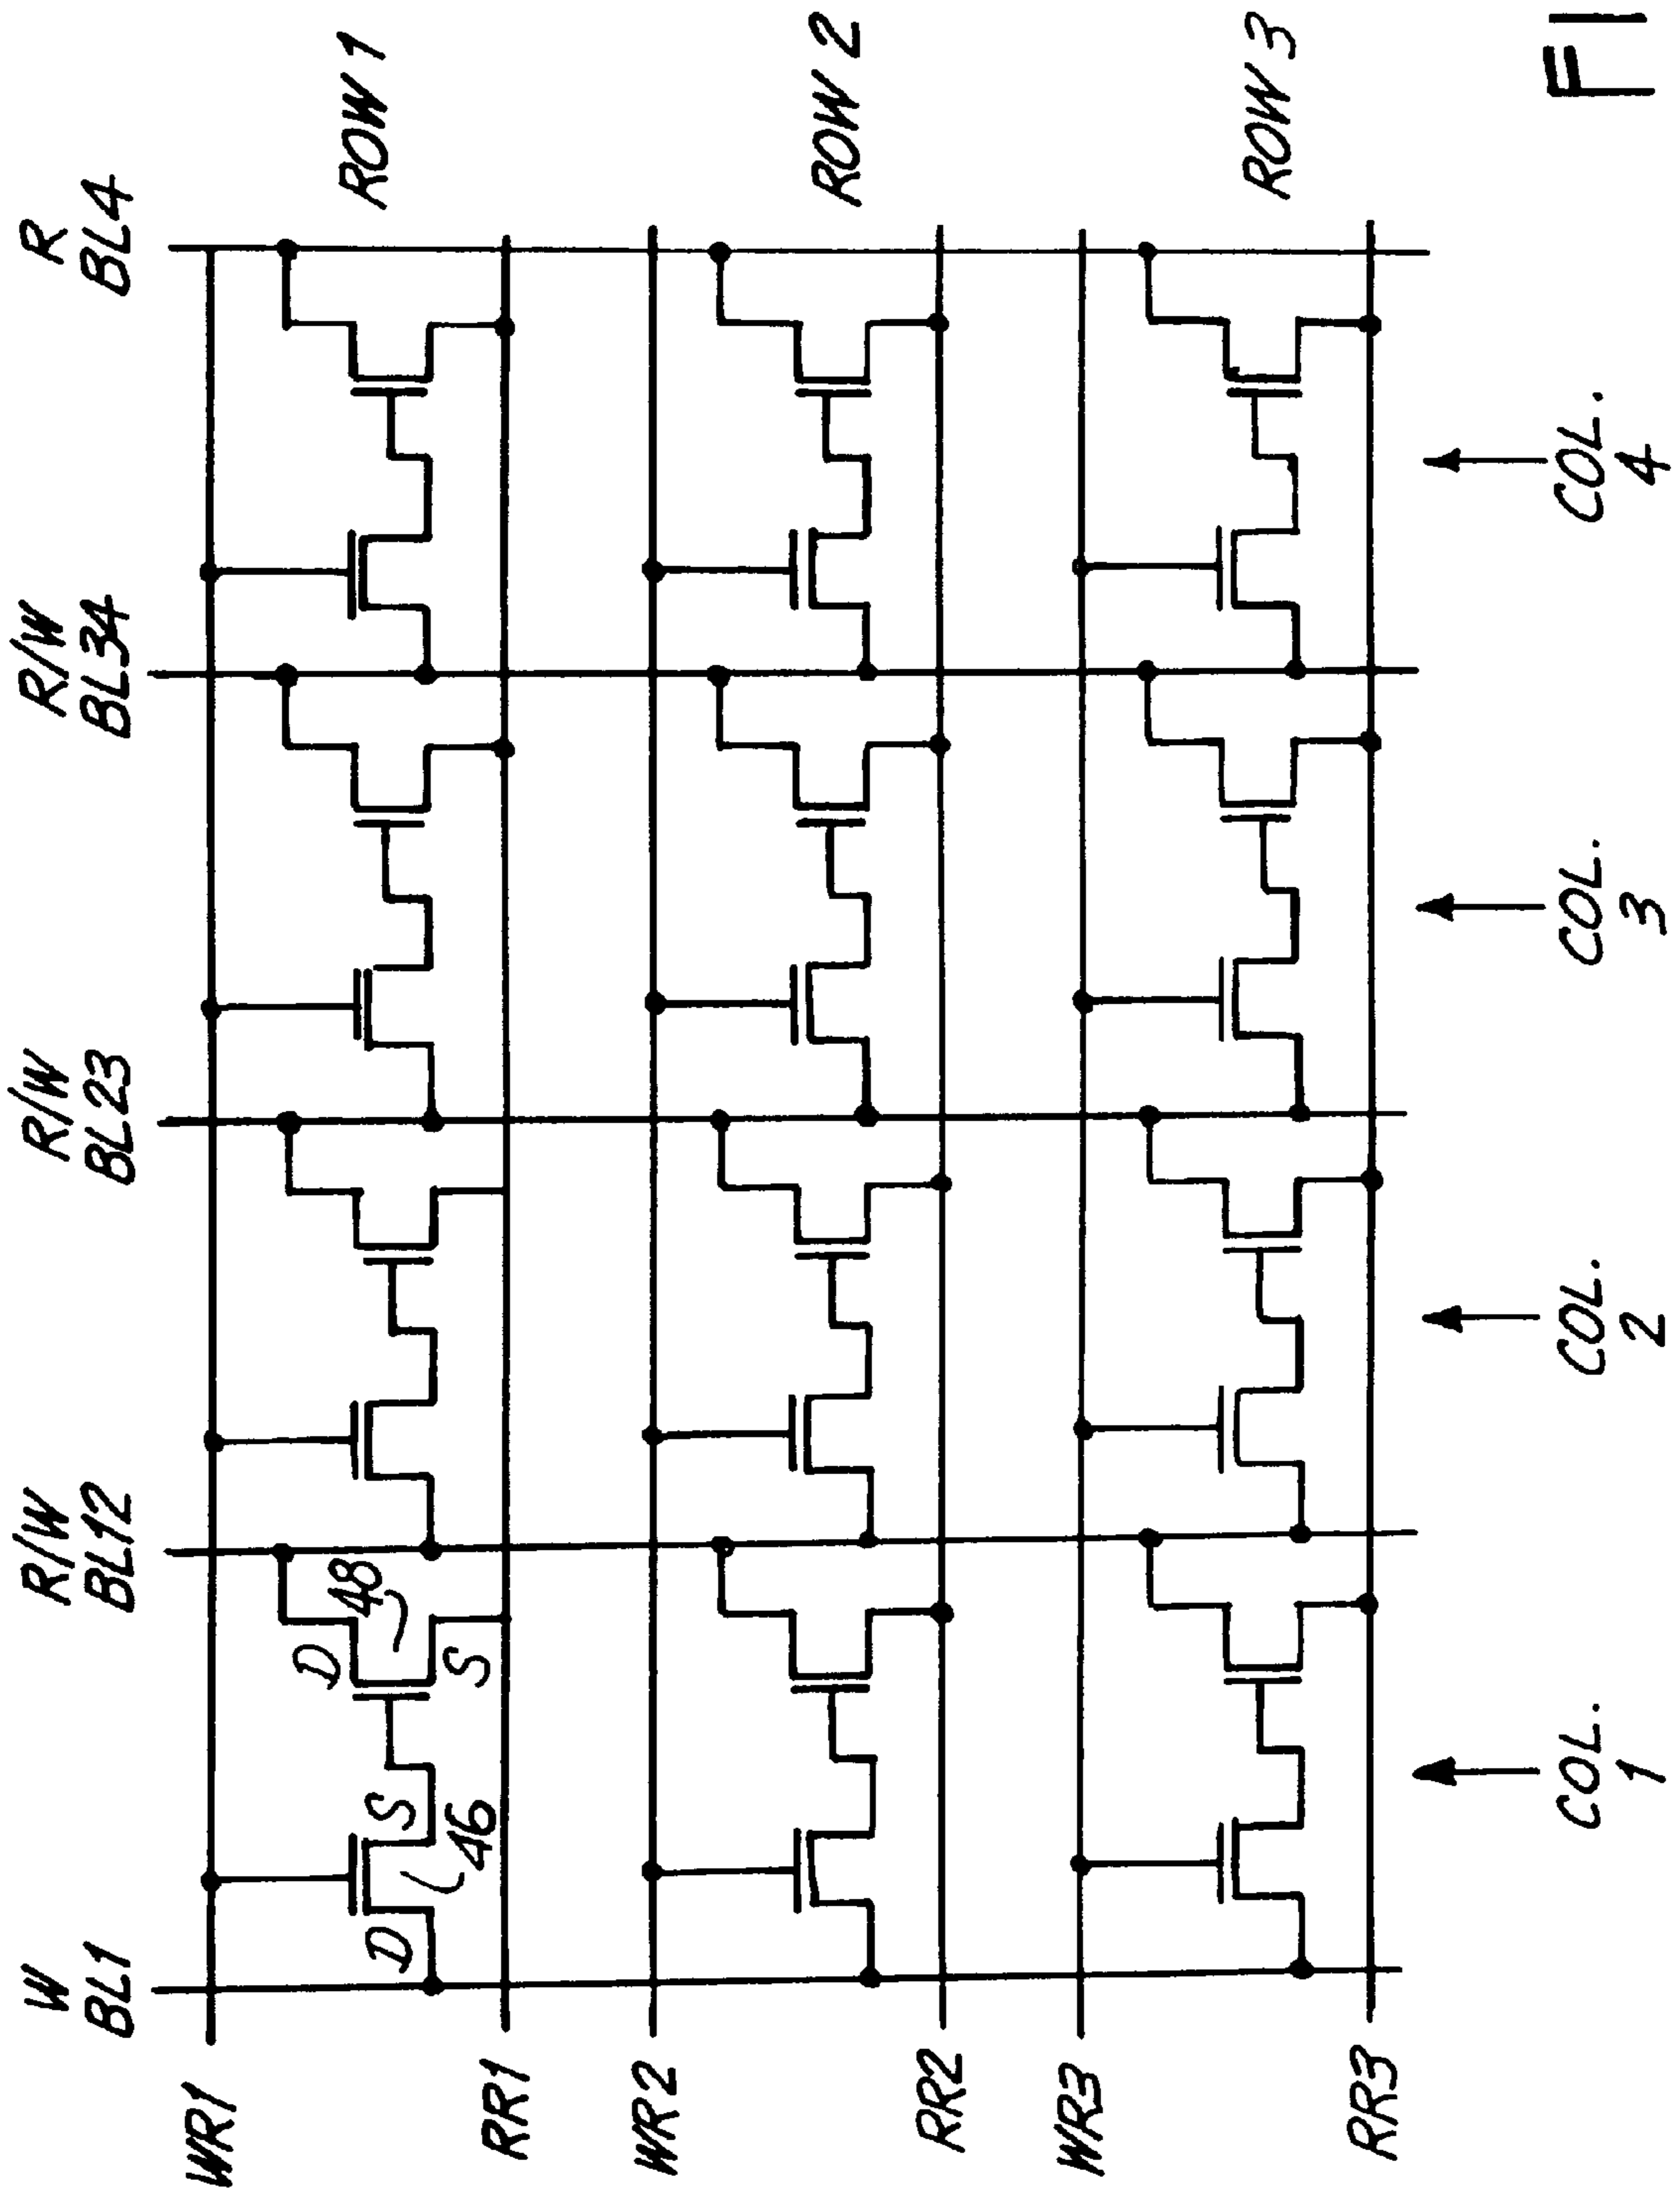 W
BL1
R/W
BL12
R/W
BL23
R/W
BL34
R
BL4
WR1
D
S
46
D
48
S
ROW 1
RR1
WR2
ROW 2
RR2
WR3
ROW 3
RR3
COL.
1
COL.
2
COL.
3
COL.
4
FI